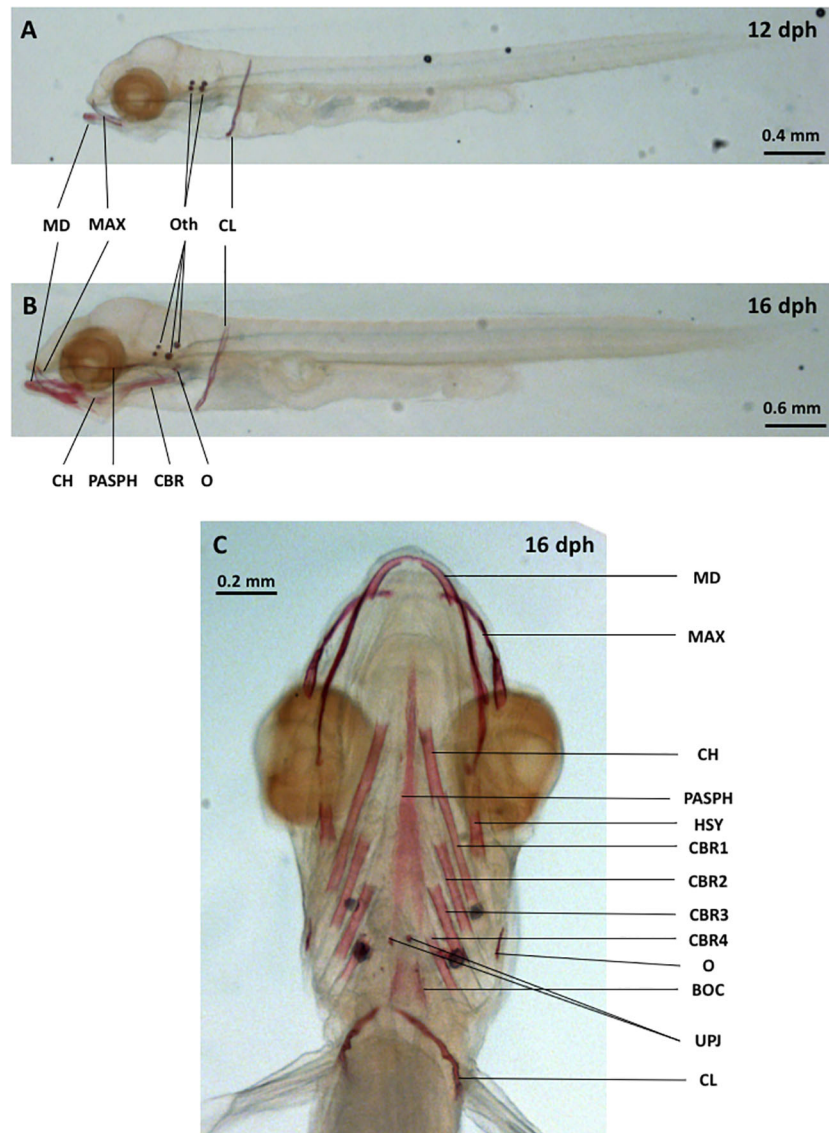 A
12 dph
0.4 mm
MD MAX Oth CL
B
16 dph
0.6 mm
CH PASPH CBR O
C
16 dph
0.2 mm
MD
MAX
CH
PASPH
HSY
CBR1
CBR2
CBR3
CBR4
O
BOC
UPJ
CL